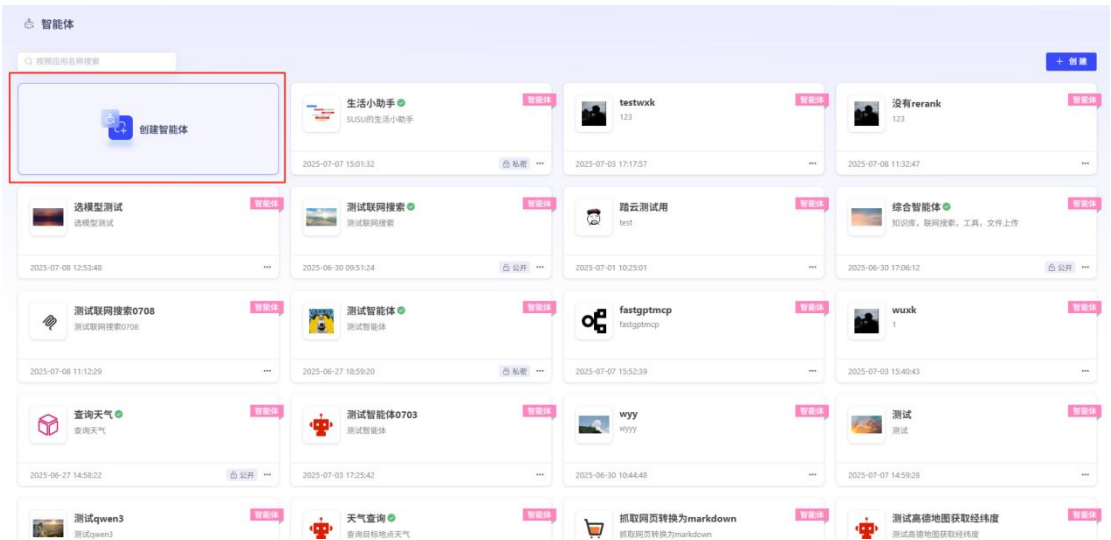 智能体
按照应用名称搜索
+ 创建
创建智能体
生活小助手
智能体
SUSU的生活小助手
2025-07-07 15:01:32
私密
testwxk
智能体
123
2025-07-03 17:17:57
没有rerank
智能体
123
2025-07-08 11:32:47
选模型测试
智能体
选模型测试
2025-07-08 12:53:48
测试联网搜索
智能体
测试联网搜索
2025-06-30 09:51:24
公开
踏云测试用
智能体
test
2025-07-01 10:25:01
综合智能体
智能体
知识库，联网搜索，工具，文件上传
2025-06-30 17:06:12
公开
测试联网搜索0708
智能体
测试联网搜索0708
2025-07-08 11:12:29
测试智能体
智能体
测试智能体
2025-06-27 18:59:20
私密
fastgptmcp
智能体
fastgptmcp
2025-07-07 15:52:39
wuxk
智能体
1
2025-07-03 15:40:43
查询天气
智能体
查询天气
2025-06-27 14:58:22
公开
测试智能体0703
智能体
测试智能体
2025-07-03 17:25:42
wyy
智能体
wyyy
2025-06-30 10:44:48
测试
智能体
测试
2025-07-07 14:59:28
测试qwen3
智能体
测试qwen3
天气查询
智能体
查询目标地点天气
抓取网页转换为markdown
智能体
抓取网页转换为markdown
测试高德地图获取经纬度
智能体
测试高德地图获取经纬度